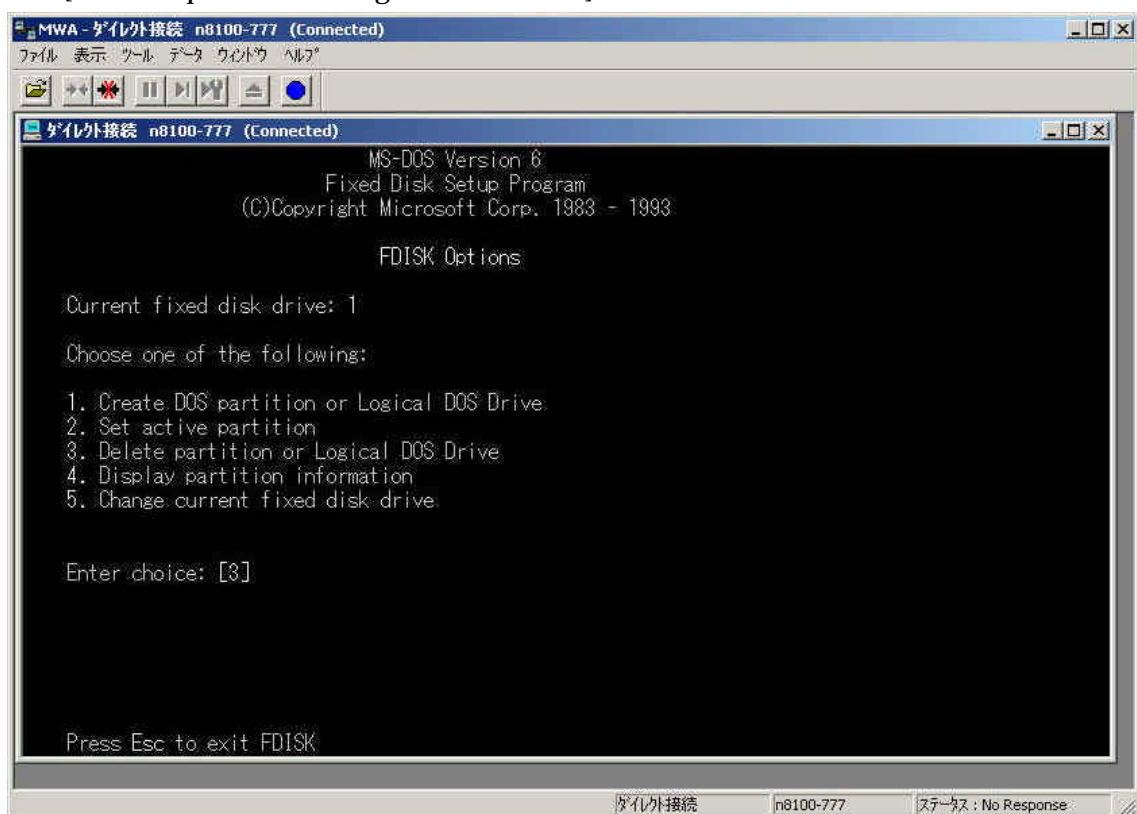 MWA - ﾀﾞｲﾚｸﾄ接続 n8100-777 (Connected)
ﾌｧｲﾙ 表示 ﾂｰﾙ ﾃﾞｰﾀ ｳｨﾝﾄﾞｳ ﾍﾙﾌﾟ
ﾀﾞｲﾚｸﾄ接続 n8100-777 (Connected)
MS-DOS Version 6
Fixed Disk Setup Program
(C)Copyright Microsoft Corp. 1983 - 1993
FDISK Options
Current fixed disk drive: 1
Choose one of the following:
1. Create DOS partition or Logical DOS Drive
2. Set active partition
3. Delete partition or Logical DOS Drive
4. Display partition information
5. Change current fixed disk drive
Enter choice: [3]
Press Esc to exit FDISK
ﾀﾞｲﾚｸﾄ接続 n8100-777 ｽﾃｰﾀｽ : No Response